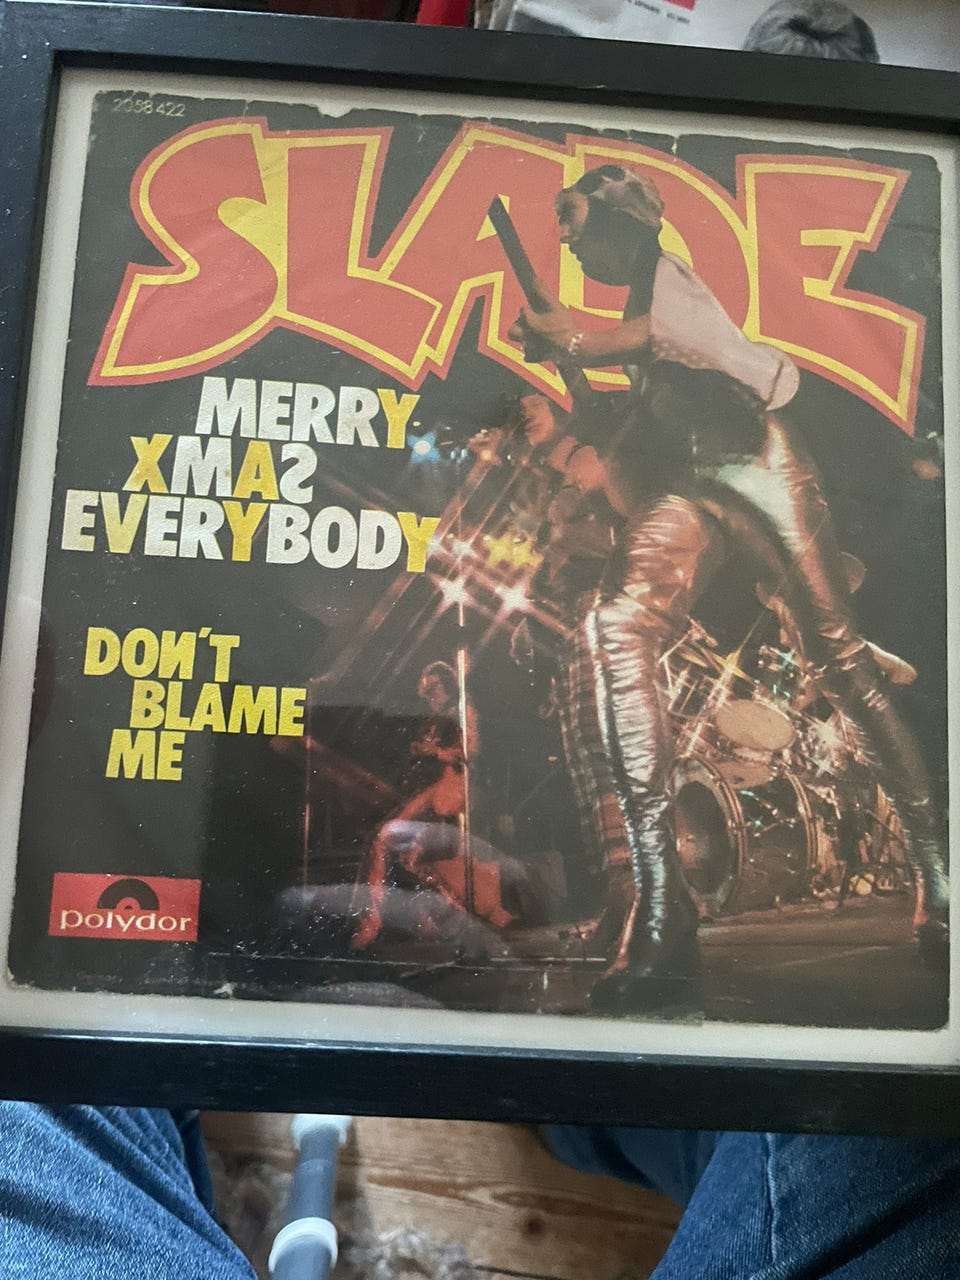 2058 422
SLADE
MERRY
XMAS
EVERYBODY
DON'T
BLAME
ME
polydor